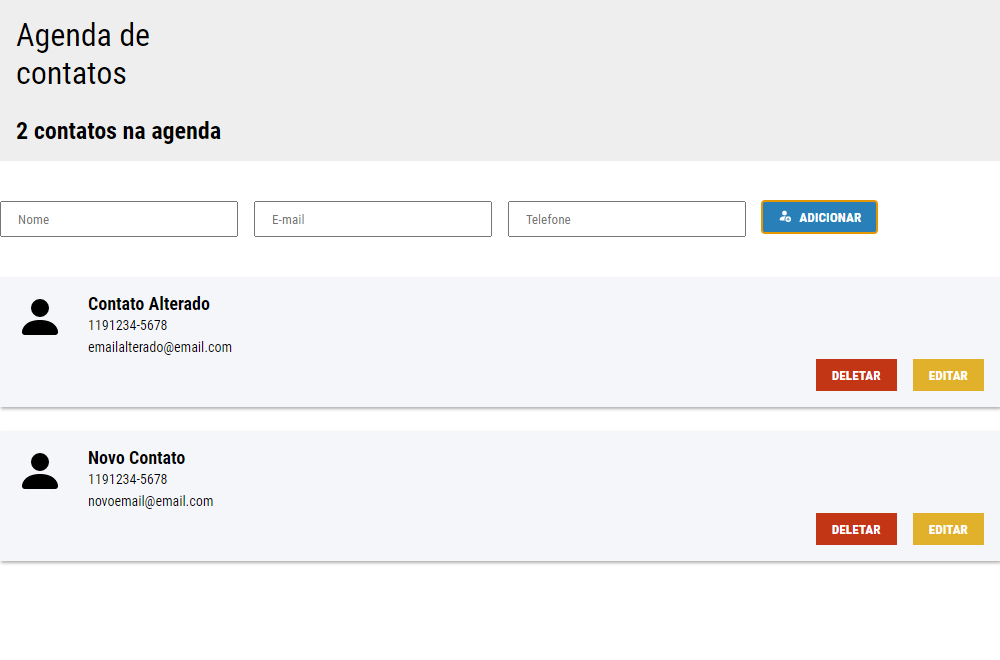 Agenda de
contatos
2 contatos na agenda
Nome
E-mail
Telefone
ADICIONAR
Contato Alterado
1191234-5678
emailalterado@email.com
DELETAR
EDITAR
Novo Contato
1191234-5678
novoemail@email.com
DELETAR
EDITAR